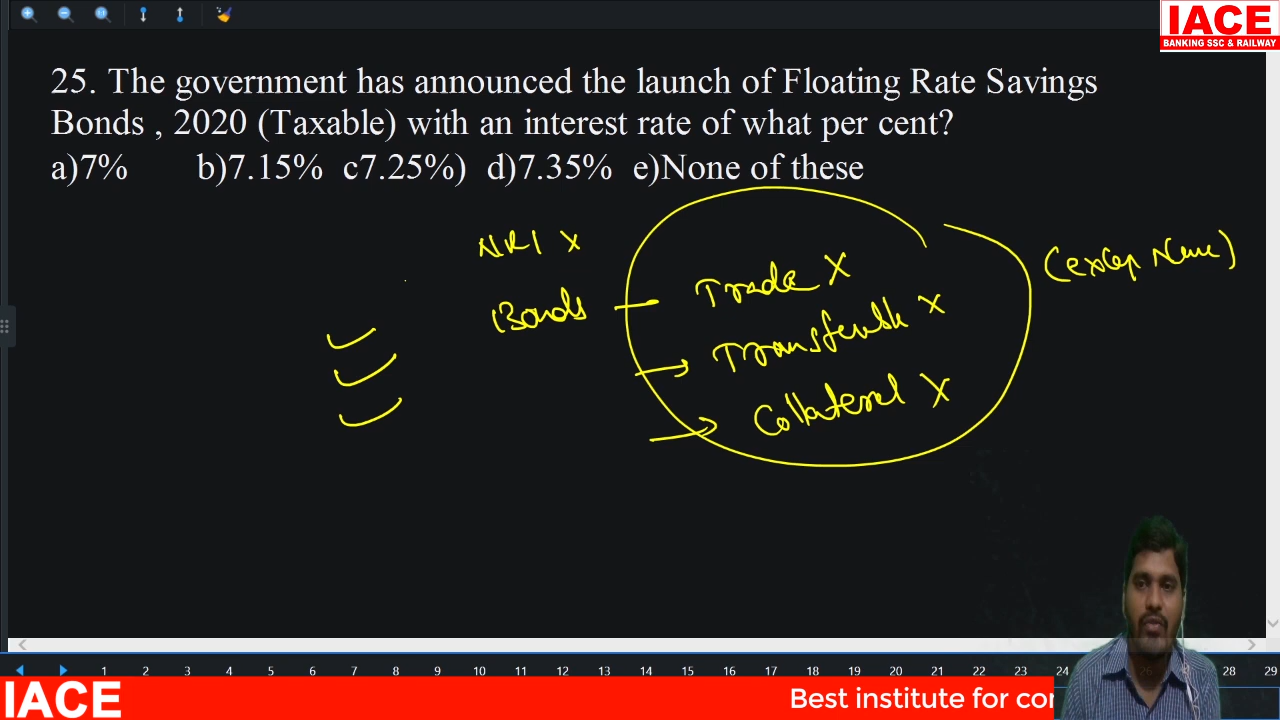 IACE
BANKING SSC & RAILWAY
25. The government has announced the launch of Floating Rate Savings
Bonds , 2020 (Taxable) with an interest rate of what per cent?
a)7% b)7.15% c7.25%) d)7.35% e)None of these
NRI X
Bonds
Trade X
Transferable X
Collateral X
1 2 3 4 5 6 7 8 9 10 11 12 13 14 15 16 17 18 19 20 21 22 23 24 26 28 29
IACE
Best institute for co